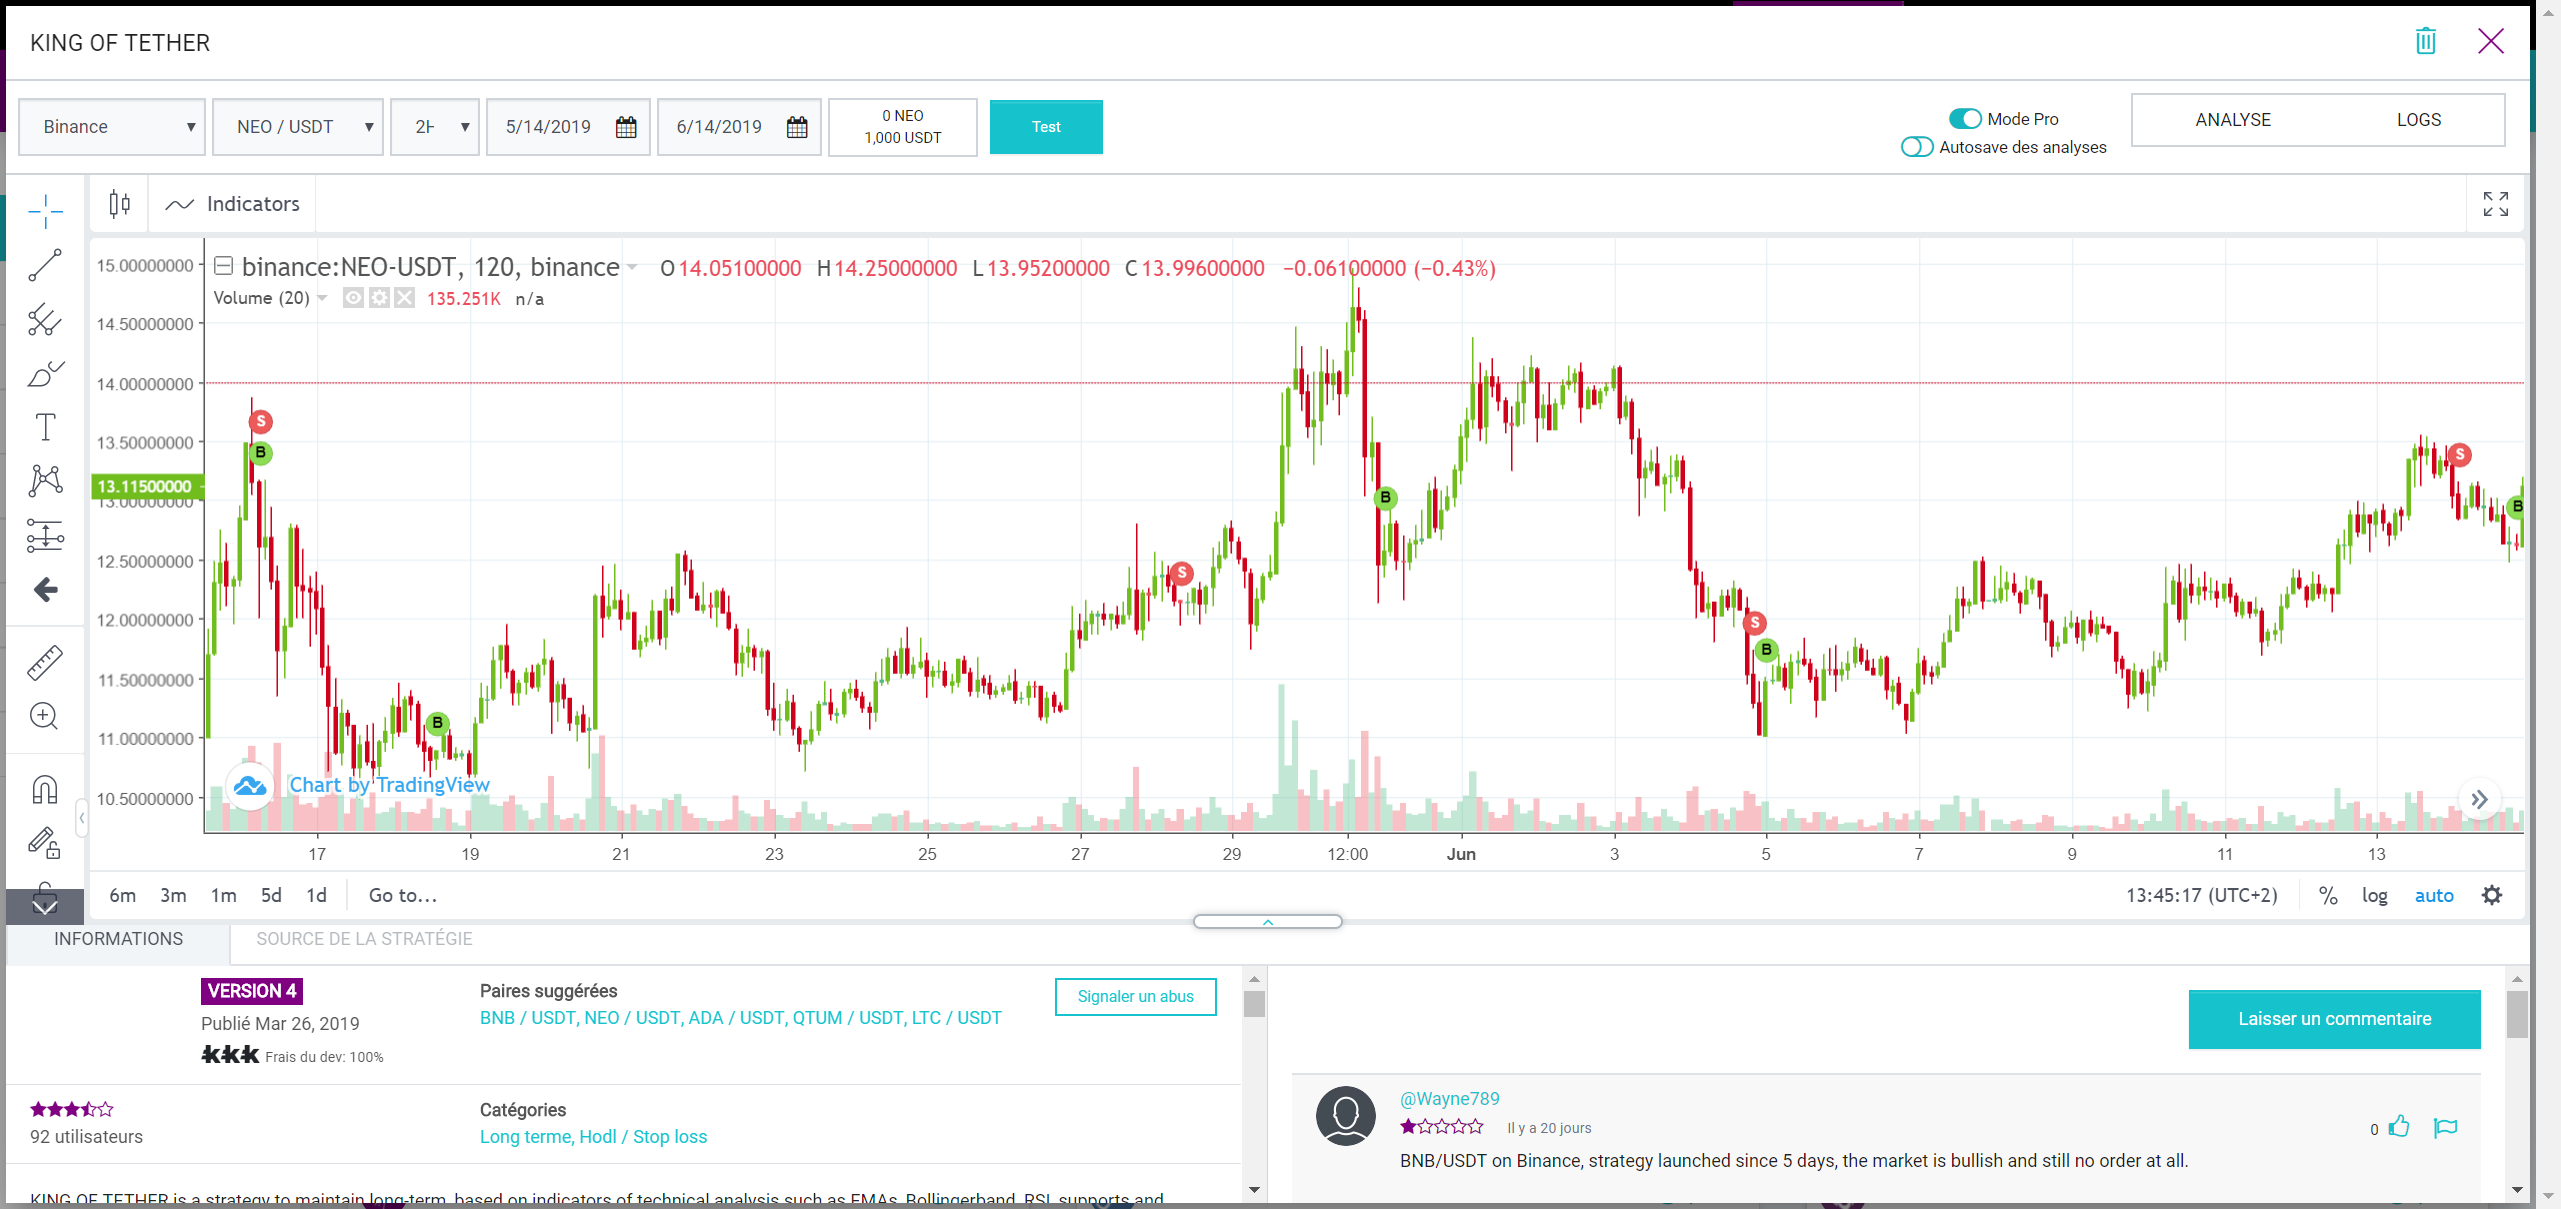 KING OF TETHER
Binance
NEO / USDT
5/14/2019
6/14/2019
0 NEO
1,000 USDT
Test
Mode Pro
Autosave des analyses
ANALYSE
LOGS
Indicators
binance:NEO-USDT, 120, binance
O14.05100000 H14.25000000 L13.95200000 C13.99600000 −0.06100000 (−0.43%)
Volume (20)
135.251K n/a
15.00000000
14.50000000
14.00000000
13.50000000
13.11500000
13.00000000
12.50000000
12.00000000
11.50000000
11.00000000
10.50000000
S
B
B
S
B
S
B
S
B
Chart by TradingView
17 19 21 23 25 27 29 12:00 Jun 3 5 7 9 11 13
6m 3m 1m 5d 1d Go to...
13:45:17 (UTC+2) % log auto
INFORMATIONS
SOURCE DE LA STRATÉGIE
VERSION 4
Publié Mar 26, 2019
Frais du dev: 100%
Paires suggérées
BNB / USDT, NEO / USDT, ADA / USDT, QTUM / USDT, LTC / USDT
Signaler un abus
92 utilisateurs
Catégories
Long terme, Hodl / Stop loss
KING OF TETHER is a strategy to maintain long-term, based on indicators of technical analysis such as EMAs, Bollingerband, RSI, supports and
Laisser un commentaire
@Wayne789
Il y a 20 jours
0
BNB/USDT on Binance, strategy launched since 5 days, the market is bullish and still no order at all.